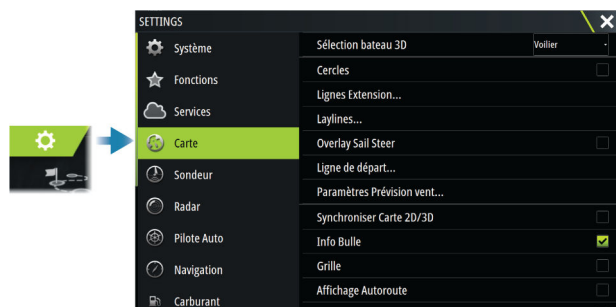 SETTINGS
Système
Fonctions
Services
Carte
Sondeur
Radar
Pilote Auto
Navigation
Carburant
Sélection bateau 3D Voilier
Cercles
Lignes Extension...
Laylines...
Overlay Sail Steer
Ligne de départ...
Paramètres Prévision vent...
Synchroniser Carte 2D/3D
Info Bulle
Grille
Affichage Autoroute